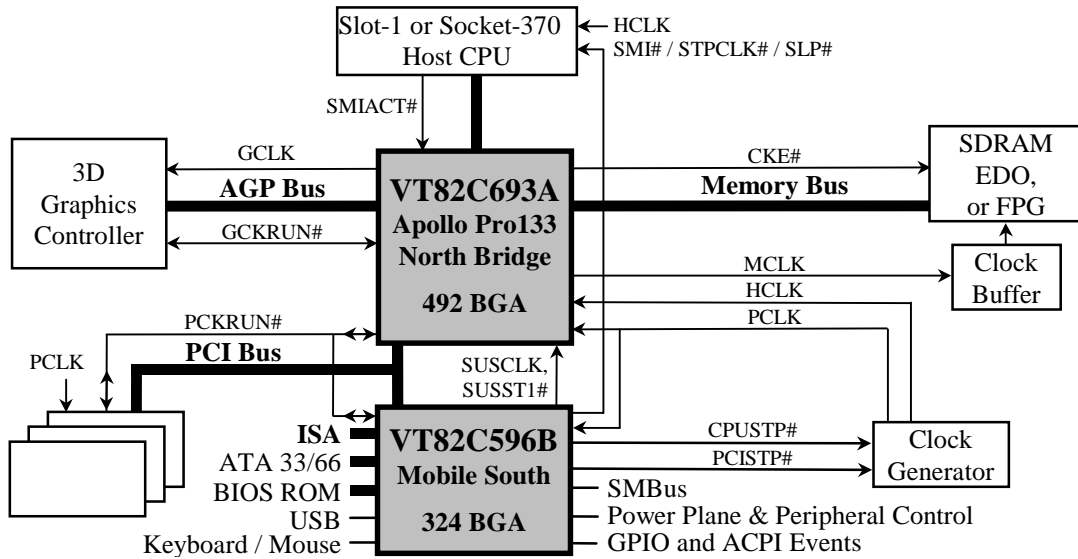 Slot-1 or Socket-370
Host CPU
HCLK
SMI# / STPCLK# / SLP#
SMIACT#
3D
Graphics
Controller
GCLK
AGP Bus
GCKRUN#
VT82C693A
Apollo Pro133
North Bridge
492 BGA
CKE#
Memory Bus
SDRAM
EDO,
or FPG
MCLK
Clock
Buffer
HCLK
PCLK
PCKRUN#
PCI Bus
PCLK
SUSCLK,
SUSST1#
ISA
ATA 33/66
BIOS ROM
USB
Keyboard / Mouse
VT82C596B
Mobile South
324 BGA
CPUSTP#
PCISTP#
Clock
Generator
SMBus
Power Plane & Peripheral Control
GPIO and ACPI Events